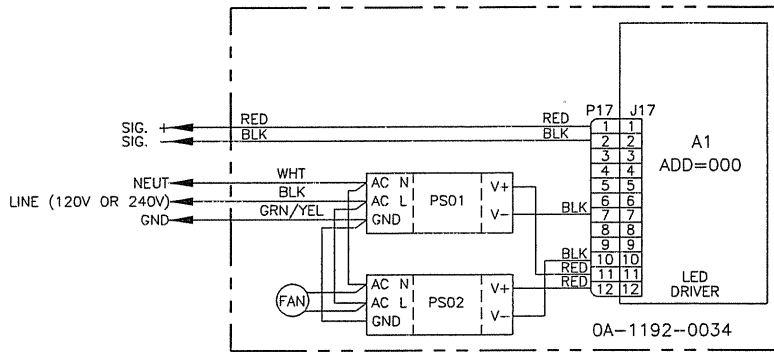 P17 J17
SIG. + RED RED 1 1
SIG. - BLK BLK 2 2
3 3
A1
4 4
ADD=000
NEUT WHT AC N V+ 5 5
LINE (120V OR 240V) BLK AC L PS01 6 6
GND GRN/YEL GND V- BLK 7 7
8 8
9 9
BLK 10 10
AC N V+ RED 11 11
LED
FAN AC L PS02 RED 12 12
DRIVER
GND V-
0A-1192--0034